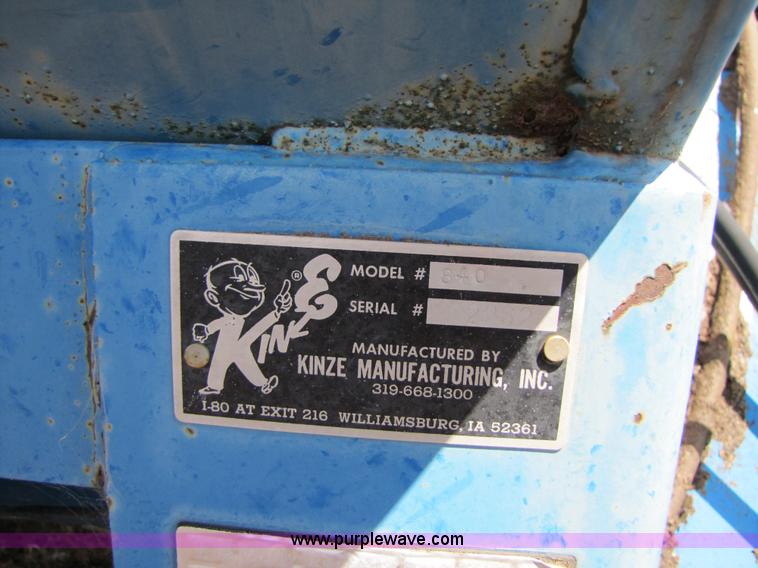 KINZE ®
MODEL # 840
SERIAL #
MANUFACTURED BY
KINZE MANUFACTURING, INC.
319-668-1300
I-80 AT EXIT 216 WILLIAMSBURG, IA 52361
www.purplewave.com